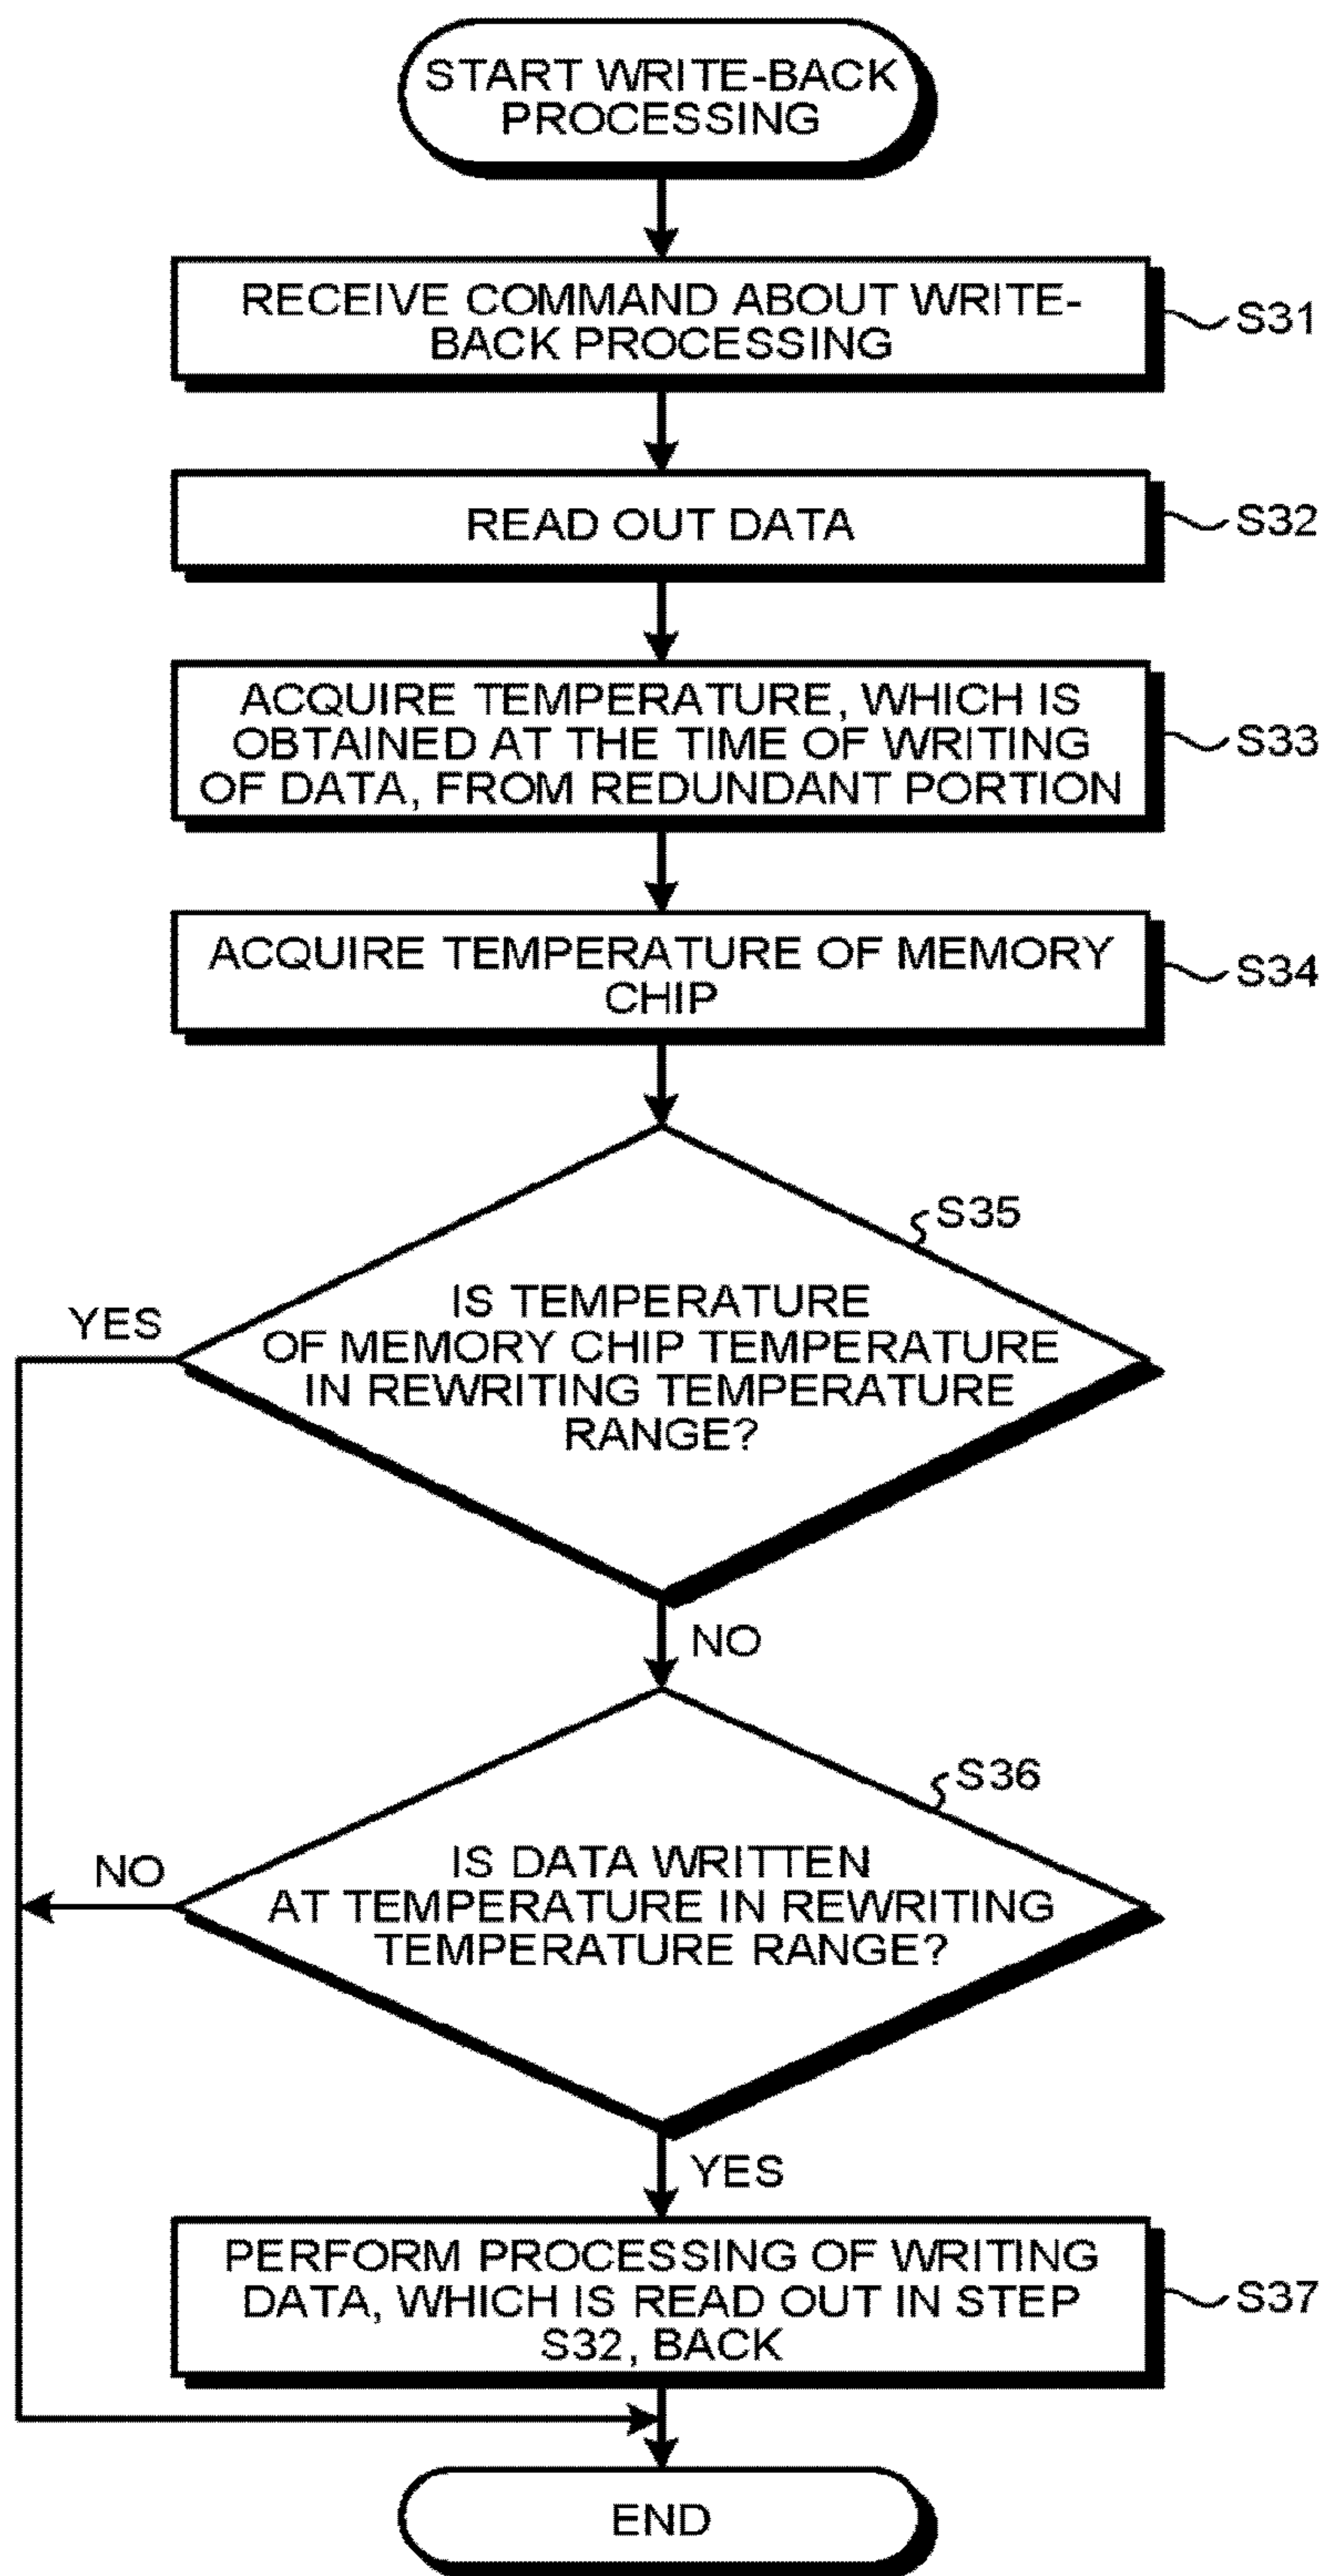 START WRITE-BACK
PROCESSING
RECEIVE COMMAND ABOUT WRITE-
BACK PROCESSING
S31
READ OUT DATA
S32
ACQUIRE TEMPERATURE, WHICH IS
OBTAINED AT THE TIME OF WRITING
OF DATA, FROM REDUNDANT PORTION
S33
ACQUIRE TEMPERATURE OF MEMORY
CHIP
S34
S35
IS TEMPERATURE
OF MEMORY CHIP TEMPERATURE
IN REWRITING TEMPERATURE
RANGE?
YES
NO
S36
IS DATA WRITTEN
AT TEMPERATURE IN REWRITING
TEMPERATURE RANGE?
NO
YES
PERFORM PROCESSING OF WRITING
DATA, WHICH IS READ OUT IN STEP
S32, BACK
S37
END